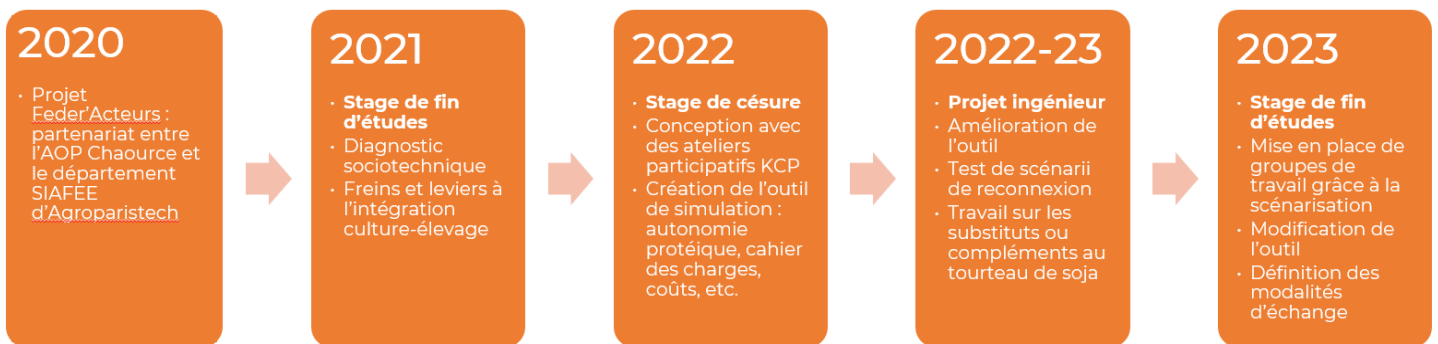 2020
• Projet
Feder’Acteurs :
partenariat entre
l’AOP Chaource et
le département
SIAFEE
d’Agroparistech
2021
• Stage de fin
d’études
• Diagnostic
sociotechnique
• Freins et leviers à
l’intégration
culture-élevage
2022
• Stage de césure
• Conception avec
des ateliers
participatifs KCP
• Création de l’outil
de simulation :
autonomie
protéique, cahier
des charges,
coûts, etc.
2022-23
• Projet ingénieur
• Amélioration de
l’outil
• Test de scénarii
de reconnexion
• Travail sur les
substituts ou
compléments au
tourteau de soja
2023
• Stage de fin
d’études
• Mise en place de
groupes de
travail grâce à la
scénarisation
• Modification de
l’outil
• Définition des
modalités
d’échange